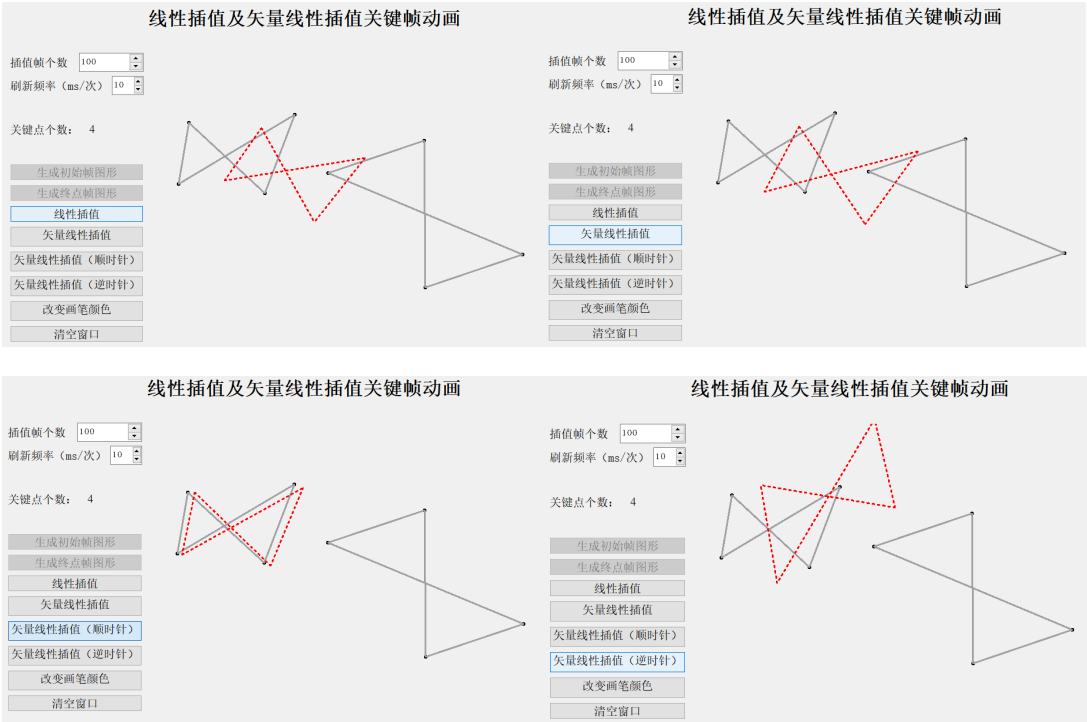 线性插值及矢量线性插值关键帧动画
插值帧个数 100
刷新频率（ms/次） 10
关键点个数： 4
生成初始帧图形
生成终点帧图形
线性插值
矢量线性插值
矢量线性插值（顺时针）
矢量线性插值（逆时针）
改变画笔颜色
清空窗口
线性插值及矢量线性插值关键帧动画
插值帧个数 100
刷新频率（ms/次） 10
关键点个数： 4
生成初始帧图形
生成终点帧图形
线性插值
矢量线性插值
矢量线性插值（顺时针）
矢量线性插值（逆时针）
改变画笔颜色
清空窗口
线性插值及矢量线性插值关键帧动画
插值帧个数 100
刷新频率（ms/次） 10
关键点个数： 4
生成初始帧图形
生成终点帧图形
线性插值
矢量线性插值
矢量线性插值（顺时针）
矢量线性插值（逆时针）
改变画笔颜色
清空窗口
线性插值及矢量线性插值关键帧动画
插值帧个数 100
刷新频率（ms/次） 10
关键点个数： 4
生成初始帧图形
生成终点帧图形
线性插值
矢量线性插值
矢量线性插值（顺时针）
矢量线性插值（逆时针）
改变画笔颜色
清空窗口